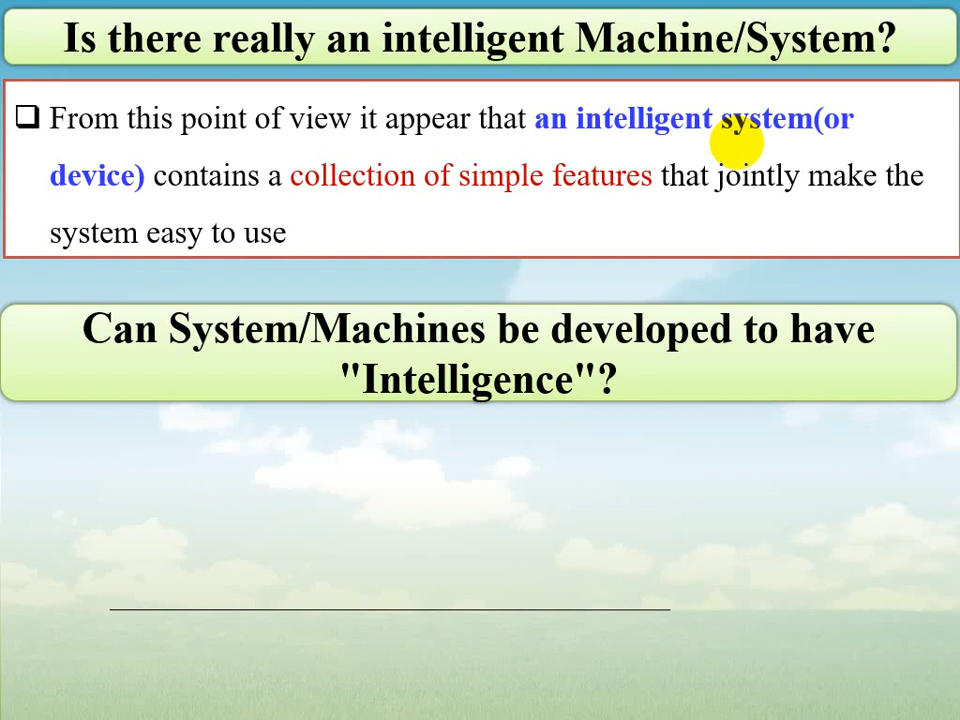 Is there really an intelligent Machine/System?
From this point of view it appear that an intelligent system(or
device) contains a collection of simple features that jointly make the
system easy to use
Can System/Machines be developed to have
"Intelligence"?